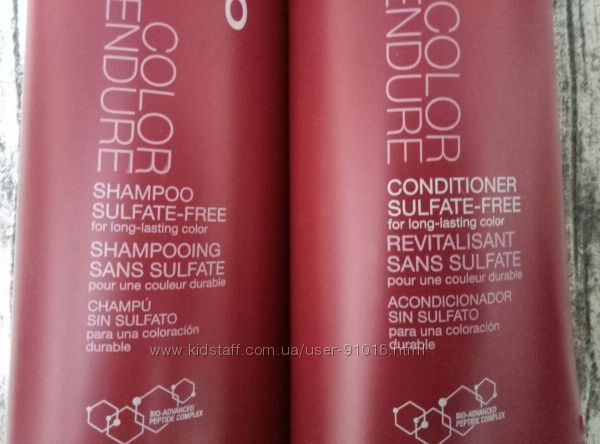 COLOR
ENDURE
SHAMPOO
SULFATE-FREE
for long-lasting color
SHAMPOOING
SANS SULFATE
pour une couleur durable
CHAMPÚ
SIN SULFATO
para una coloración
durable
BIO-ADVANCED
PEPTIDE COMPLEX
COLOR
ENDURE
CONDITIONER
SULFATE-FREE
for long-lasting color
REVITALISANT
SANS SULFATE
pour une couleur durable
ACONDICIONADOR
SIN SULFATO
para una coloración
durable
BIO-ADVANCED
PEPTIDE COMPLEX
www.kidstaff.com.ua/user-91016.html